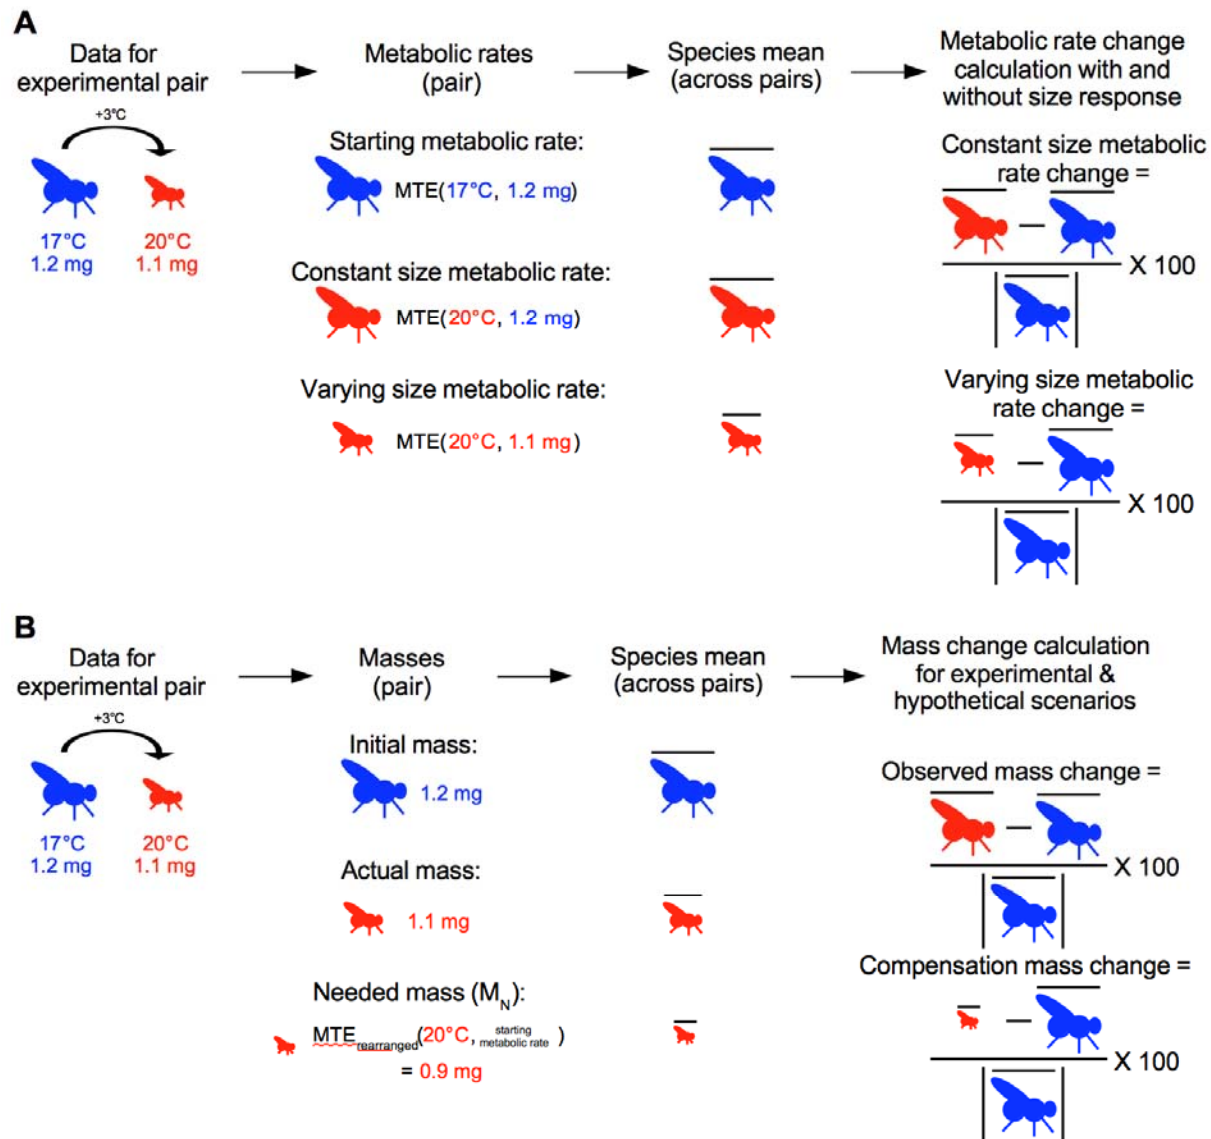 A
Data for
experimental pair
Metabolic rates
(pair)
Species mean
(across pairs)
Metabolic rate change
calculation with and
without size response
+3°C
17°C
1.2 mg
20°C
1.1 mg
Starting metabolic rate:
MTE(17°C, 1.2 mg)
Constant size metabolic rate:
MTE(20°C, 1.2 mg)
Varying size metabolic rate:
MTE(20°C, 1.1 mg)
Constant size metabolic
rate change =
— 
X 100
Varying size metabolic
rate change =
—
X 100
B
Data for
experimental pair
Masses
(pair)
Species mean
(across pairs)
Mass change calculation
for experimental &
hypothetical scenarios
+3°C
17°C
1.2 mg
20°C
1.1 mg
Initial mass:
1.2 mg
Actual mass:
1.1 mg
Needed mass (MN):
MTErearranged(20°C, starting metabolic rate )
= 0.9 mg
Observed mass change =
—
X 100
Compensation mass change =
—
X 100